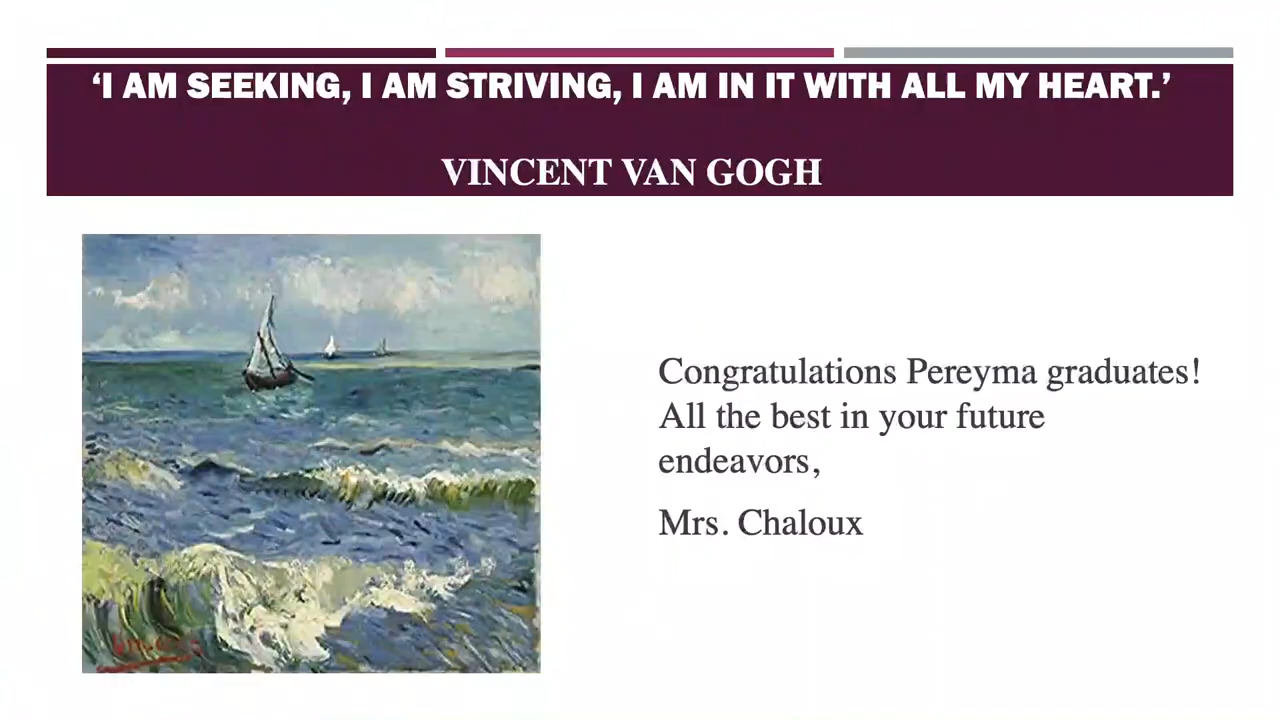 ‘I AM SEEKING, I AM STRIVING, I AM IN IT WITH ALL MY HEART.’
VINCENT VAN GOGH
Congratulations Pereyma graduates!
All the best in your future
endeavors,
Mrs. Chaloux